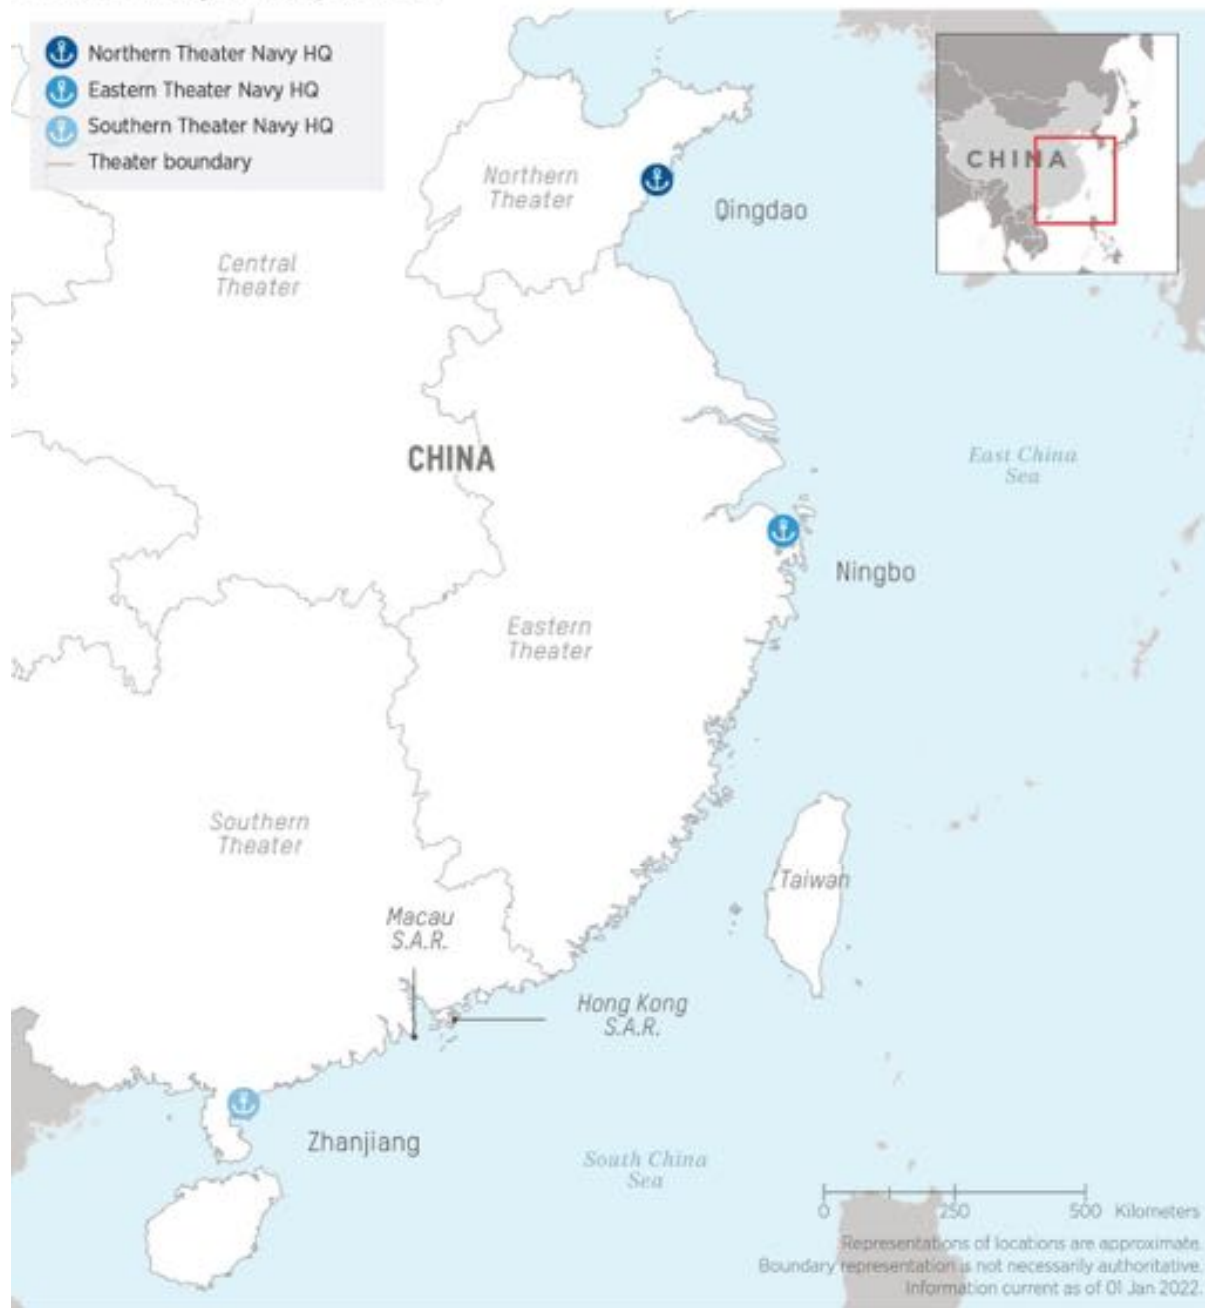 Northern Theater Navy HQ
Eastern Theater Navy HQ
Southern Theater Navy HQ
Theater boundary
CHINA
Northern
Theater
Qingdao
Central
Theater
CHINA
East China
Sea
Ningbo
Eastern
Theater
Southern
Theater
Taiwan
Macau
S.A.R.
Hong Kong
S.A.R.
Zhanjiang
South China
Sea
0 250 500 Kilometers
Representations of locations are approximate.
Boundary representation is not necessarily authoritative.
Information current as of 01 Jan 2022.